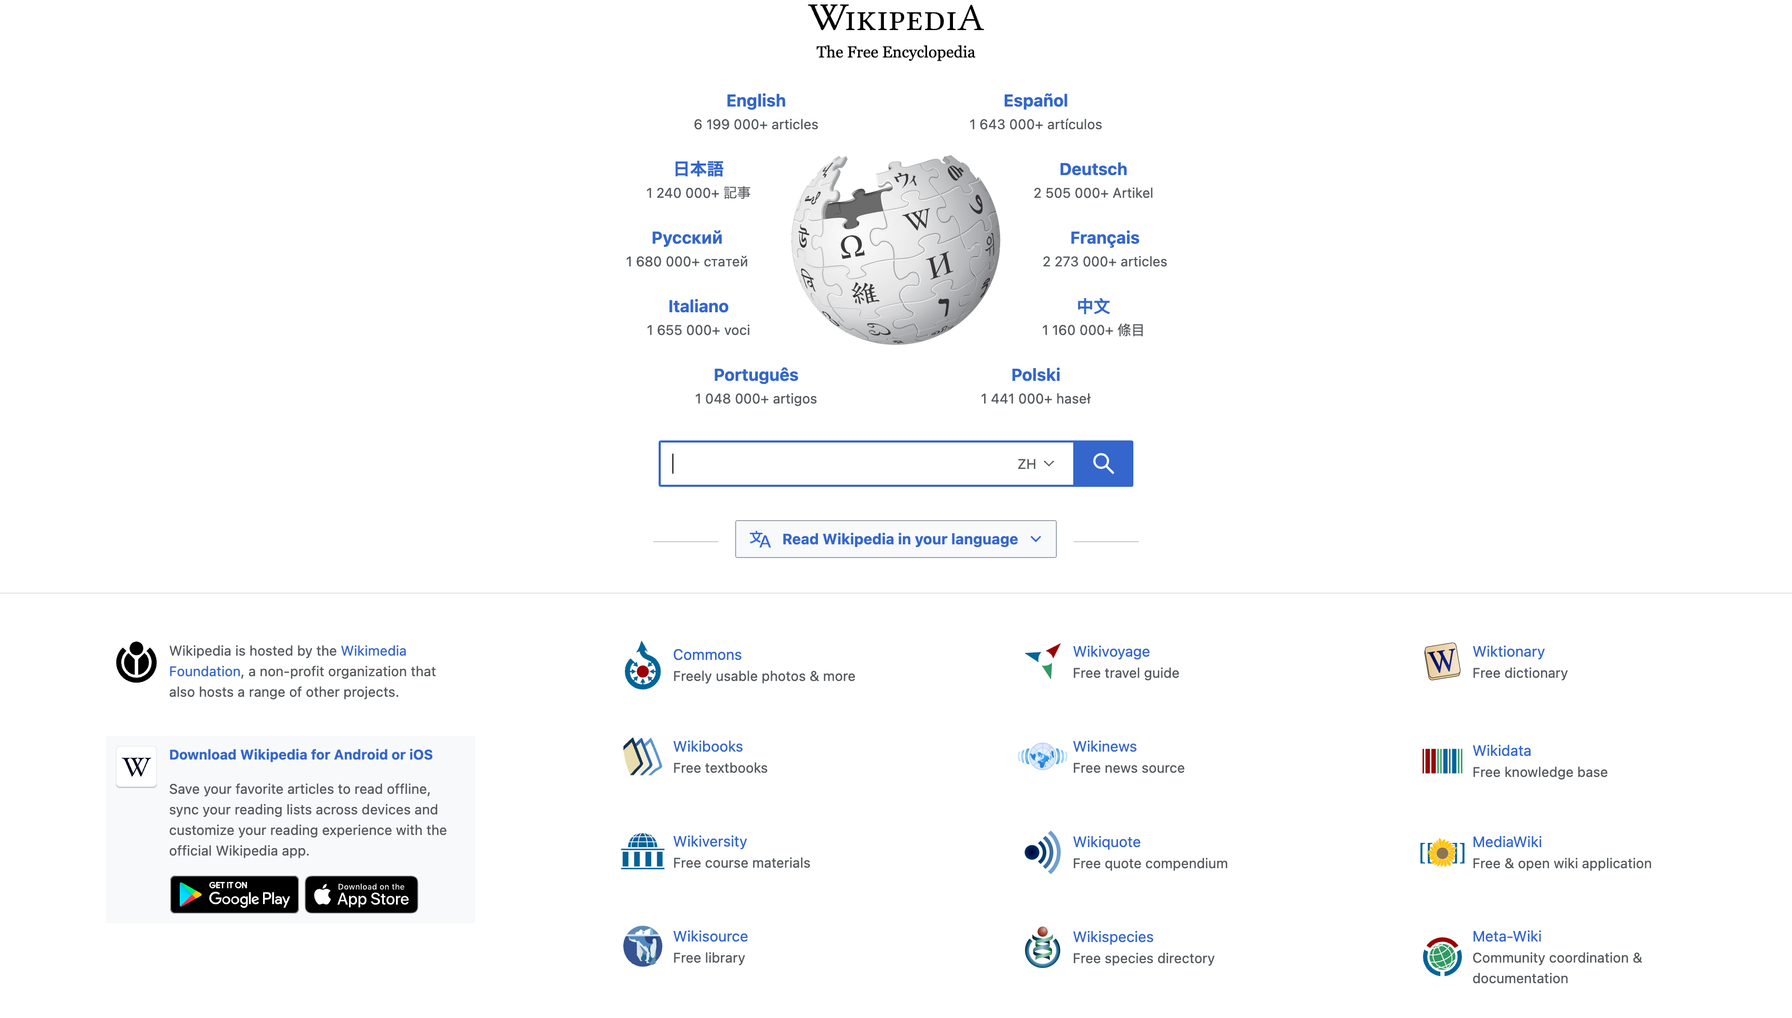 WIKIPEDIA
The Free Encyclopedia
English
6 199 000+ articles
Español
1 643 000+ artículos
日本語
1 240 000+ 記事
Deutsch
2 505 000+ Artikel
Русский
1 680 000+ статей
Français
2 273 000+ articles
Italiano
1 655 000+ voci
中文
1 160 000+ 條目
Português
1 048 000+ artigos
Polski
1 441 000+ haseł
Ω W И 維 ウィ
ZH
Read Wikipedia in your language
Wikipedia is hosted by the Wikimedia
Foundation, a non-profit organization that
also hosts a range of other projects.
W
Download Wikipedia for Android or iOS
Save your favorite articles to read offline,
sync your reading lists across devices and
customize your reading experience with the
official Wikipedia app.
GET IT ON
Google Play
Download on the
App Store
Commons
Freely usable photos & more
Wikivoyage
Free travel guide
W
Wiktionary
Free dictionary
Wikibooks
Free textbooks
Wikinews
Free news source
Wikidata
Free knowledge base
Wikiversity
Free course materials
Wikiquote
Free quote compendium
MediaWiki
Free & open wiki application
Wikisource
Free library
Wikispecies
Free species directory
Meta-Wiki
Community coordination &
documentation